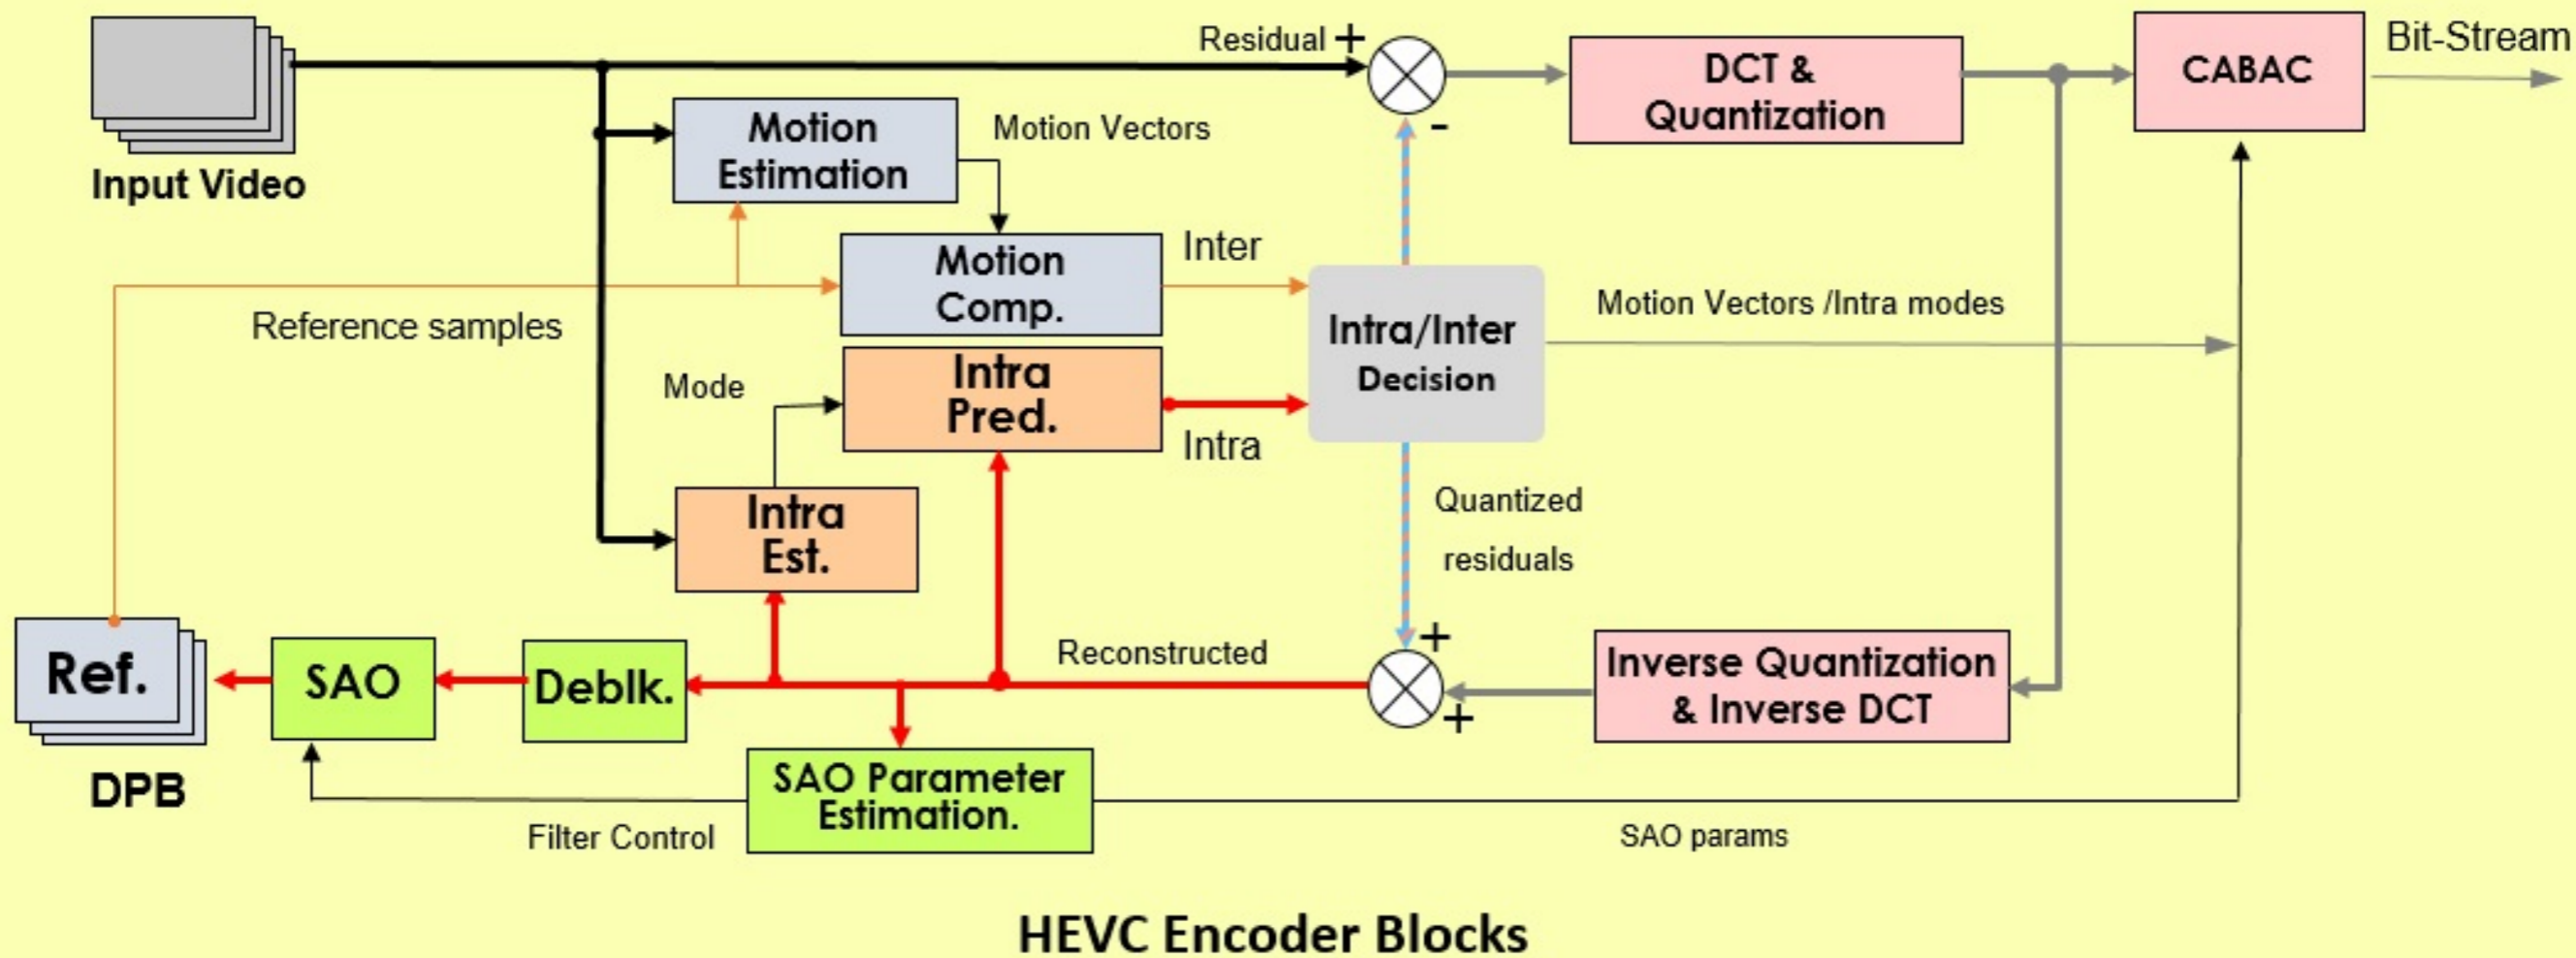 Residual +
DCT &
Quantization
CABAC
Bit-Stream
Input Video
Motion
Estimation
Motion Vectors
-
Motion
Comp.
Inter
Reference samples
Intra/Inter
Decision
Motion Vectors /Intra modes
Mode
Intra
Pred.
Intra
Intra
Est.
Quantized
residuals
Ref.
DPB
SAO
Deblk.
Reconstructed
+
+
Inverse Quantization
& Inverse DCT
SAO Parameter
Estimation.
Filter Control
SAO params
HEVC Encoder Blocks